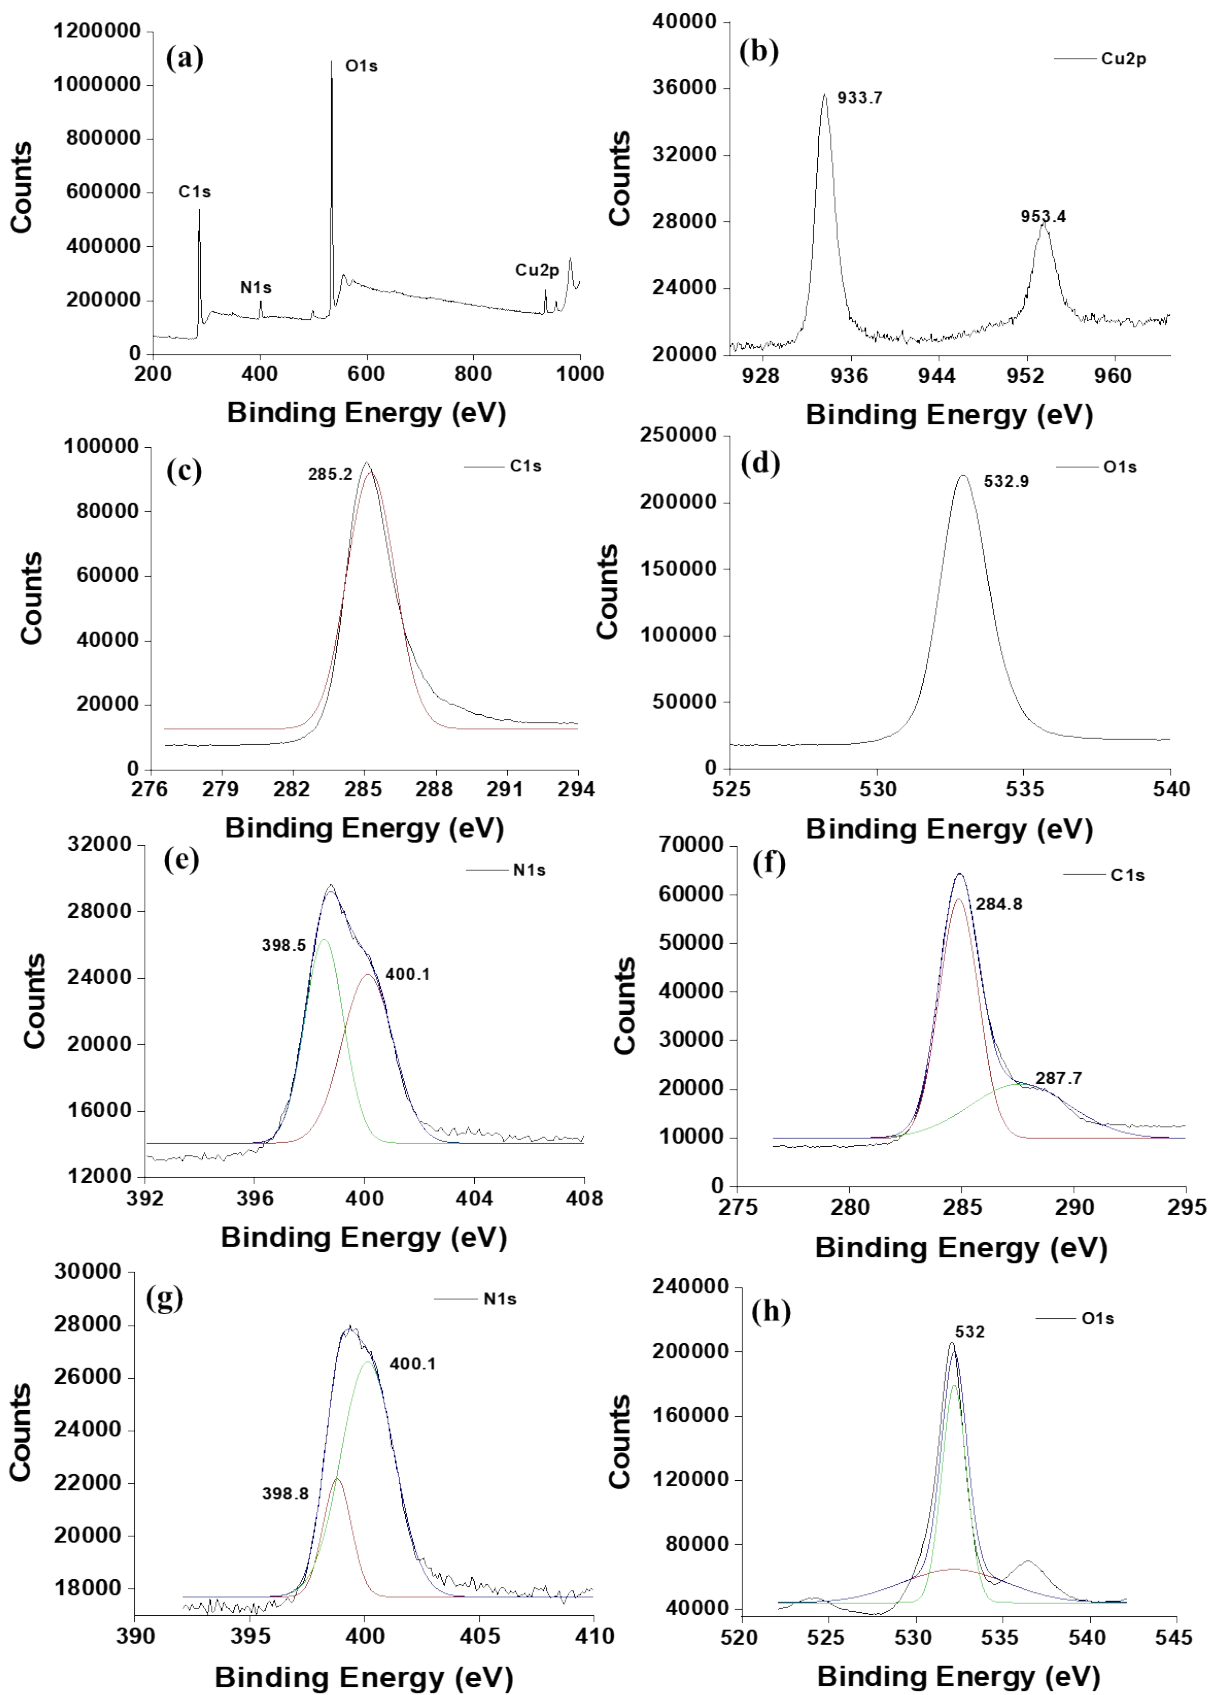 (a)
1200000
1000000
800000
600000
400000
200000
0
200 400 600 800 1000
C1s
N1s
O1s
Cu2p
Counts
Binding Energy (eV)
(b)
Cu2p
40000
36000
32000
28000
24000
20000
928 936 944 952 960
933.7
953.4
Counts
Binding Energy (eV)
(c)
C1s
100000
80000
60000
40000
20000
0
276 279 282 285 288 291 294
285.2
Counts
Binding Energy (eV)
(d)
O1s
250000
200000
150000
100000
50000
0
525 530 535 540
532.9
Counts
Binding Energy (eV)
(e)
N1s
32000
28000
24000
20000
16000
12000
392 396 400 404 408
398.5
400.1
Counts
Binding Energy (eV)
(f)
C1s
70000
60000
50000
40000
30000
20000
10000
0
275 280 285 290 295
284.8
287.7
Counts
Binding Energy (eV)
(g)
N1s
30000
28000
26000
24000
22000
20000
18000
390 395 400 405 410
400.1
398.8
Counts
Binding Energy (eV)
(h)
O1s
240000
200000
160000
120000
80000
40000
520 525 530 535 540 545
532
Counts
Binding Energy (eV)